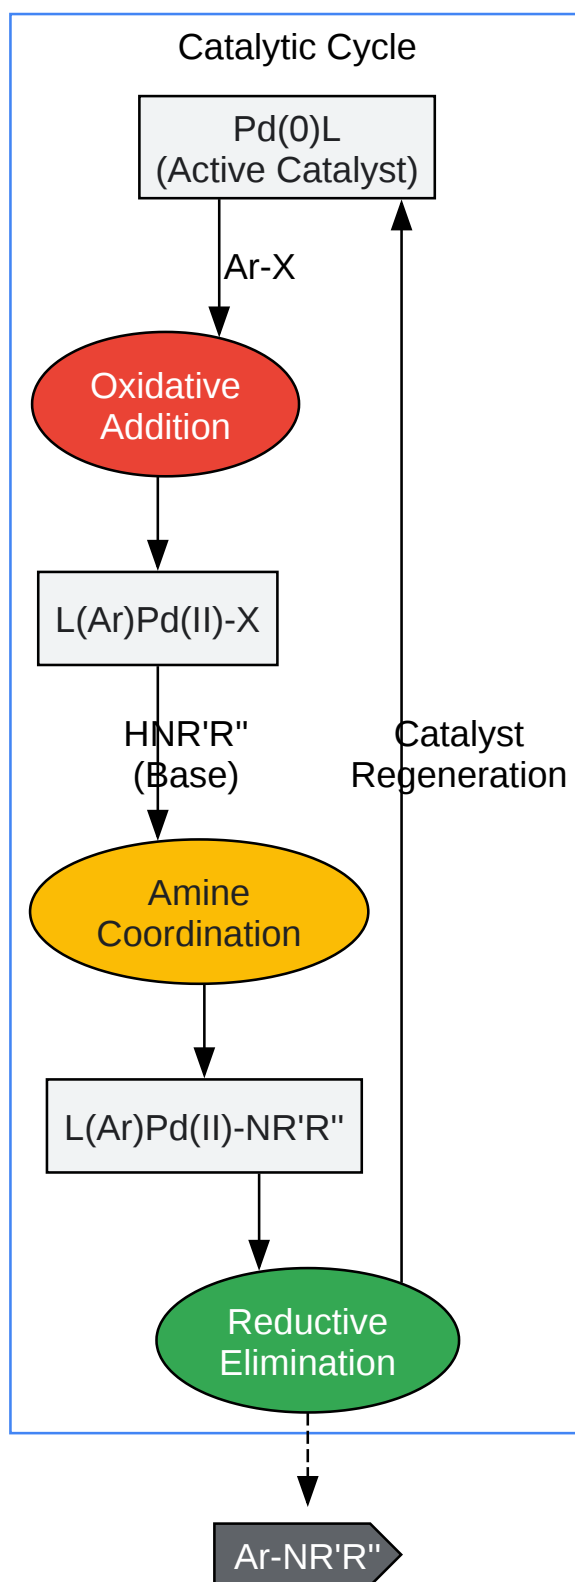 Catalytic Cycle
Pd(0)L
(Active Catalyst)
Ar-X
Oxidative
Addition
L(Ar)Pd(II)-X
HNR'R"
(Base)
Catalyst
Regeneration
Amine
Coordination
L(Ar)Pd(II)-NR'R"
Reductive
Elimination
Ar-NR'R"